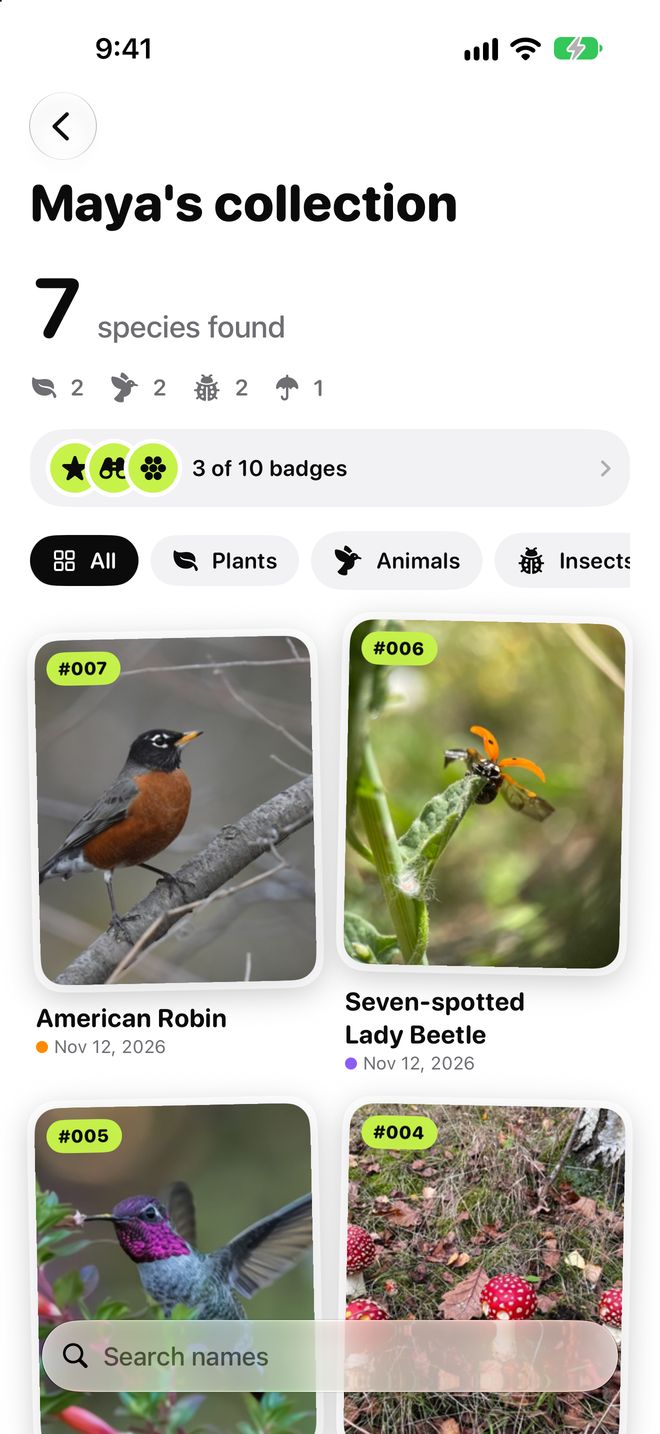 9:41
Maya's collection
7 species found
2 2 2 1
3 of 10 badges
All Plants Animals Insects
#007
#006
American Robin
Nov 12, 2026
Seven-spotted
Lady Beetle
Nov 12, 2026
#005
#004
Search names